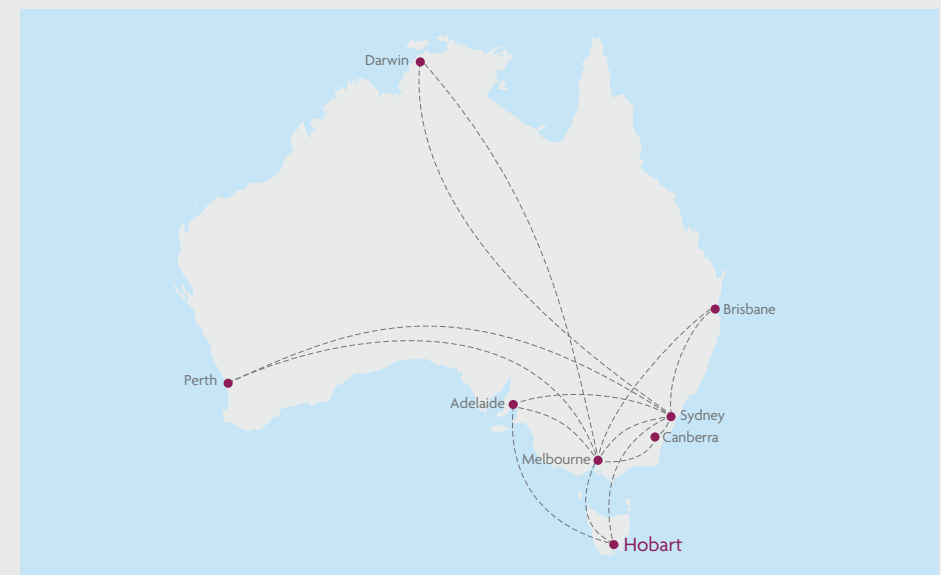 Darwin
Brisbane
Perth
Adelaide
Sydney
Canberra
Melbourne
Hobart